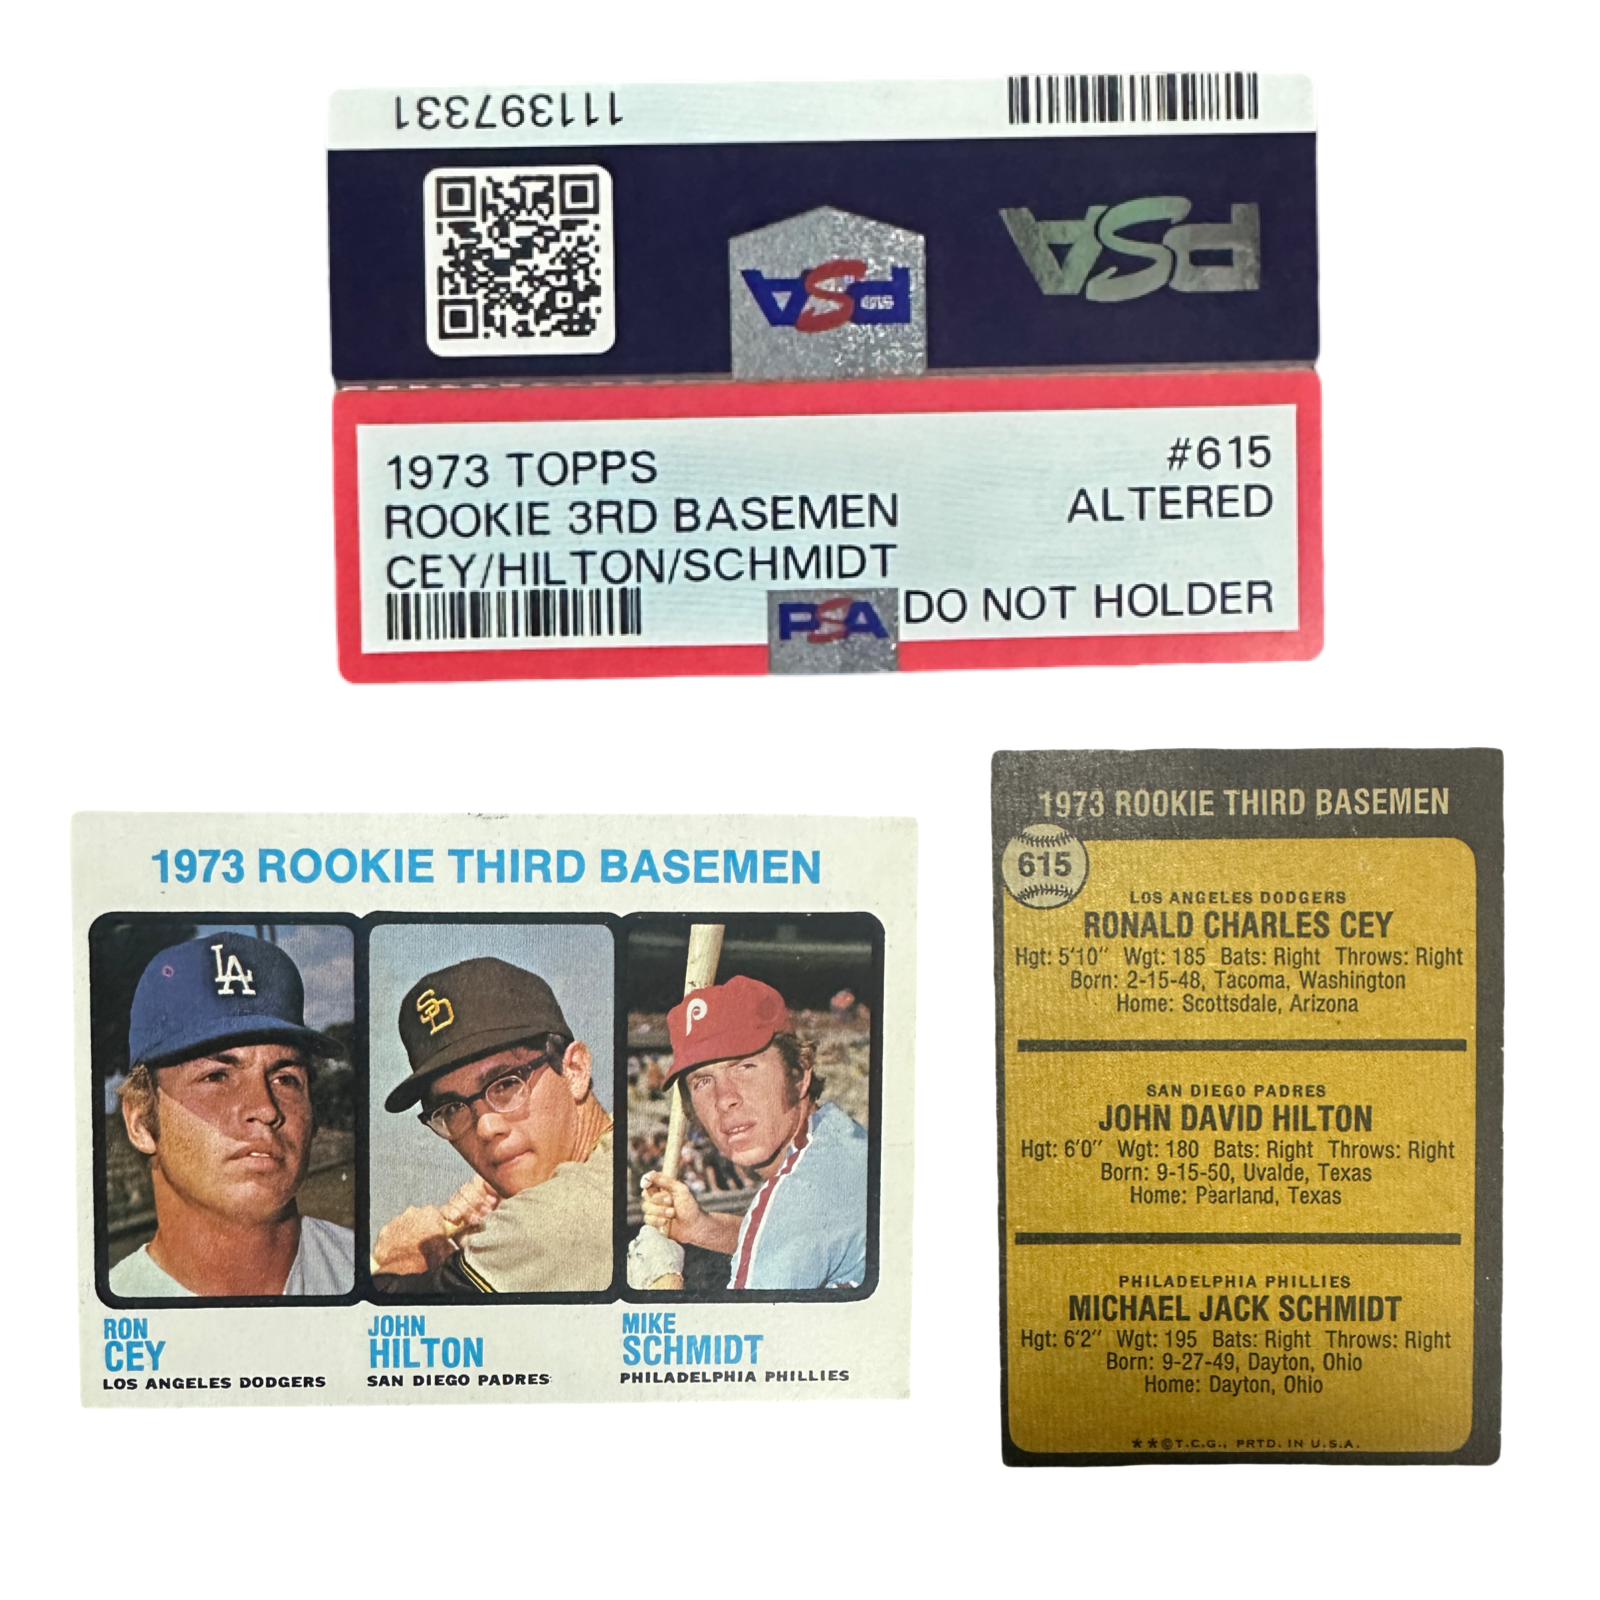 111397331
PSA
PSA
1973 TOPPS #615
ROOKIE 3RD BASEMEN ALTERED
CEY/HILTON/SCHMIDT
PSA DO NOT HOLDER
1973 ROOKIE THIRD BASEMEN
LA
SD
P
RON
CEY
LOS ANGELES DODGERS
JOHN
HILTON
SAN DIEGO PADRES
MIKE
SCHMIDT
PHILADELPHIA PHILLIES
1973 ROOKIE THIRD BASEMEN
615
LOS ANGELES DODGERS
RONALD CHARLES CEY
Hgt: 5'10" Wgt: 185 Bats: Right Throws: Right
Born: 2-15-48, Tacoma, Washington
Home: Scottsdale, Arizona
SAN DIEGO PADRES
JOHN DAVID HILTON
Hgt: 6'0" Wgt: 180 Bats: Right Throws: Right
Born: 9-15-50, Uvalde, Texas
Home: Pearland, Texas
PHILADELPHIA PHILLIES
MICHAEL JACK SCHMIDT
Hgt: 6'2" Wgt: 195 Bats: Right Throws: Right
Born: 9-27-49, Dayton, Ohio
Home: Dayton, Ohio
**©T.C.G., PRTD. IN U.S.A.